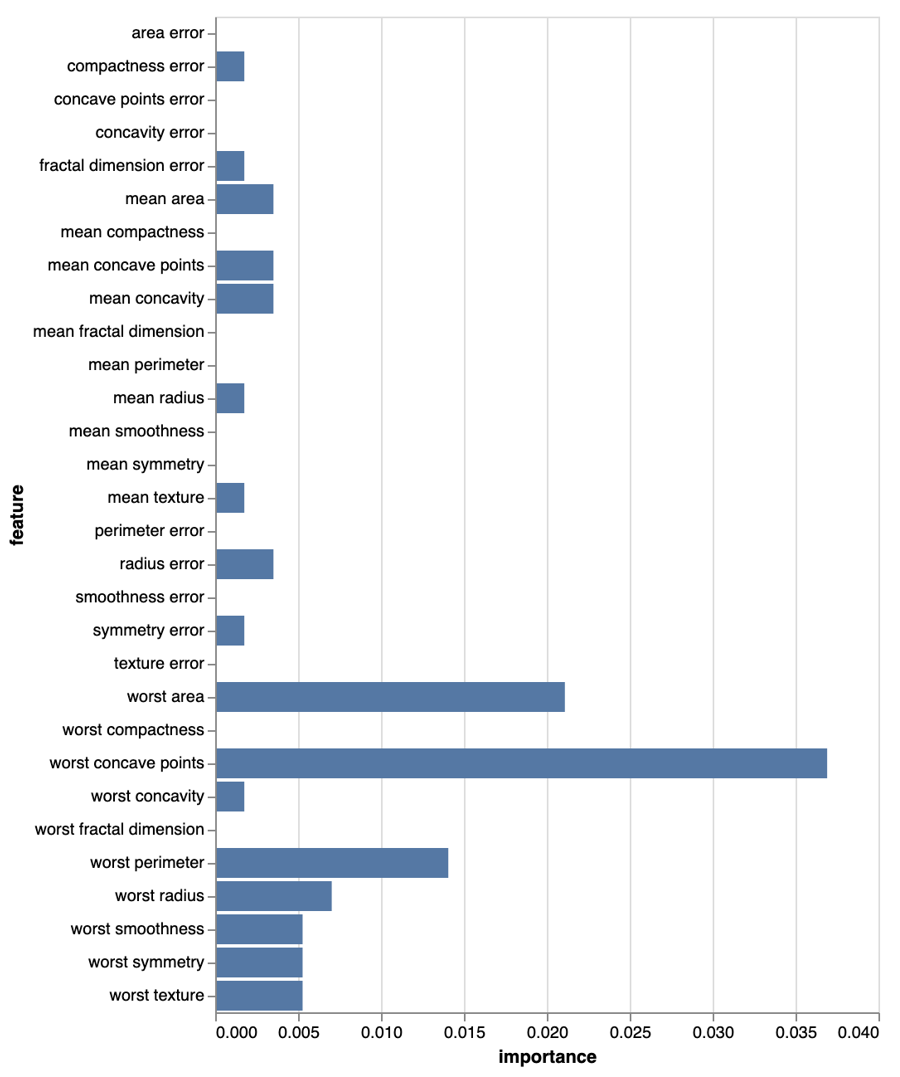 area error
compactness error
concave points error
concavity error
fractal dimension error
mean area
mean compactness
mean concave points
mean concavity
mean fractal dimension
mean perimeter
mean radius
mean smoothness
mean symmetry
mean texture
perimeter error
radius error
smoothness error
symmetry error
texture error
worst area
worst compactness
worst concave points
worst concavity
worst fractal dimension
worst perimeter
worst radius
worst smoothness
worst symmetry
worst texture
feature
0.000 0.005 0.010 0.015 0.020 0.025 0.030 0.035 0.040
importance